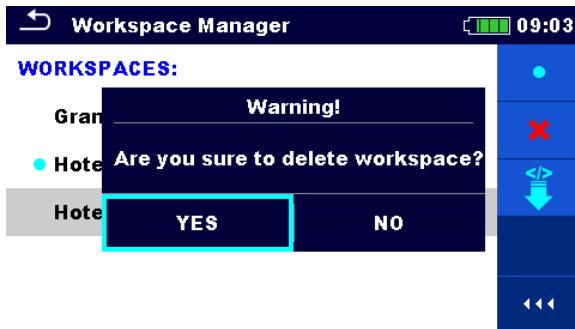 Workspace Manager 09:03
WORKSPACES:
Gran
Warning!
Hote
Are you sure to delete workspace?
Hote
YES NO